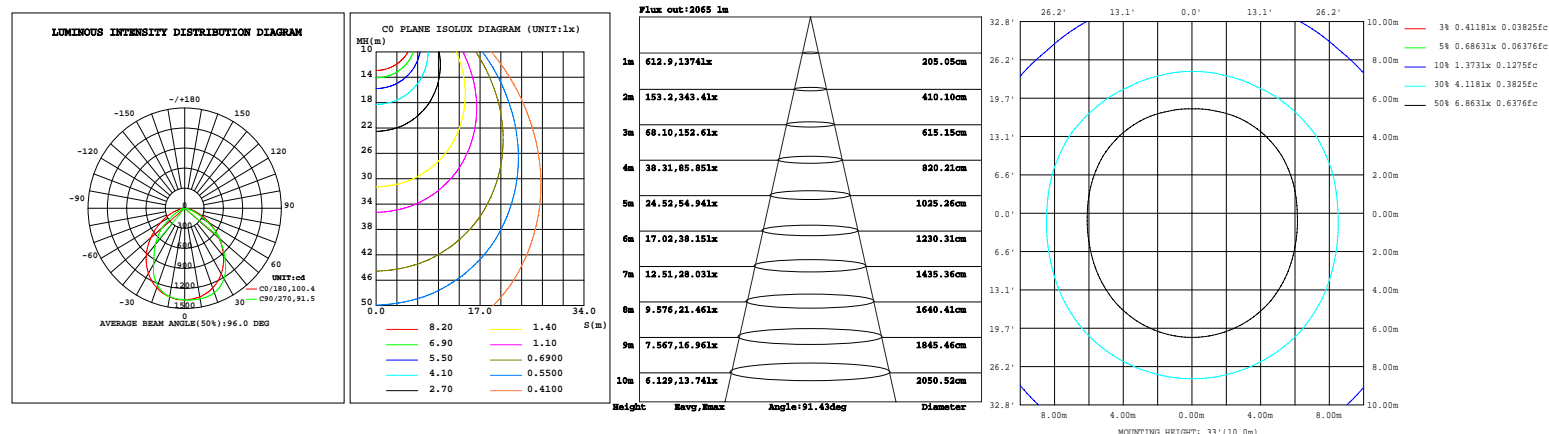 LUMINOUS INTENSITY DISTRIBUTION DIAGRAM
-/+180
-150 150
-120 120
-90 90
-60 60
-30 30
0
0
300
600
900
1200
1500
UNIT:cd
C0/180,100.4
C90/270,91.5
AVERAGE BEAM ANGLE(50%):96.0 DEG
C0 PLANE ISOLUX DIAGRAM (UNIT:lx)
MH(m)
10
14
18
22
26
30
34
38
42
46
50
0.0 17.0 34.0
S(m)
8.20 1.40
6.90 1.10
5.50 0.6900
4.10 0.5500
2.70 0.4100
Flux out:2065 lm
1m 612.9,1374lx 205.05cm
2m 153.2,343.4lx 410.10cm
3m 68.10,152.6lx 615.15cm
4m 38.31,85.85lx 820.21cm
5m 24.52,54.94lx 1025.26cm
6m 17.02,38.15lx 1230.31cm
7m 12.51,28.03lx 1435.36cm
8m 9.576,21.46lx 1640.41cm
9m 7.567,16.96lx 1845.46cm
10m 6.129,13.74lx 2050.52cm
Height Eavg,Emax Angle:91.43deg Diameter
26.2' 13.1' 0.0' 13.1' 26.2'
32.8' 10.00m
26.2' 8.00m
19.7' 6.00m
13.1' 4.00m
6.6' 2.00m
0.0' 0.00m
6.6' 2.00m
13.1' 4.00m
19.7' 6.00m
26.2' 8.00m
32.8' 10.00m
8.00m 4.00m 0.00m 4.00m 8.00m
MOUNTING HEIGHT: 33'(10.0m)
3% 0.4118lx 0.03825fc
5% 0.6863lx 0.06376fc
10% 1.373lx 0.1275fc
30% 4.118lx 0.3825fc
50% 6.863lx 0.6376fc